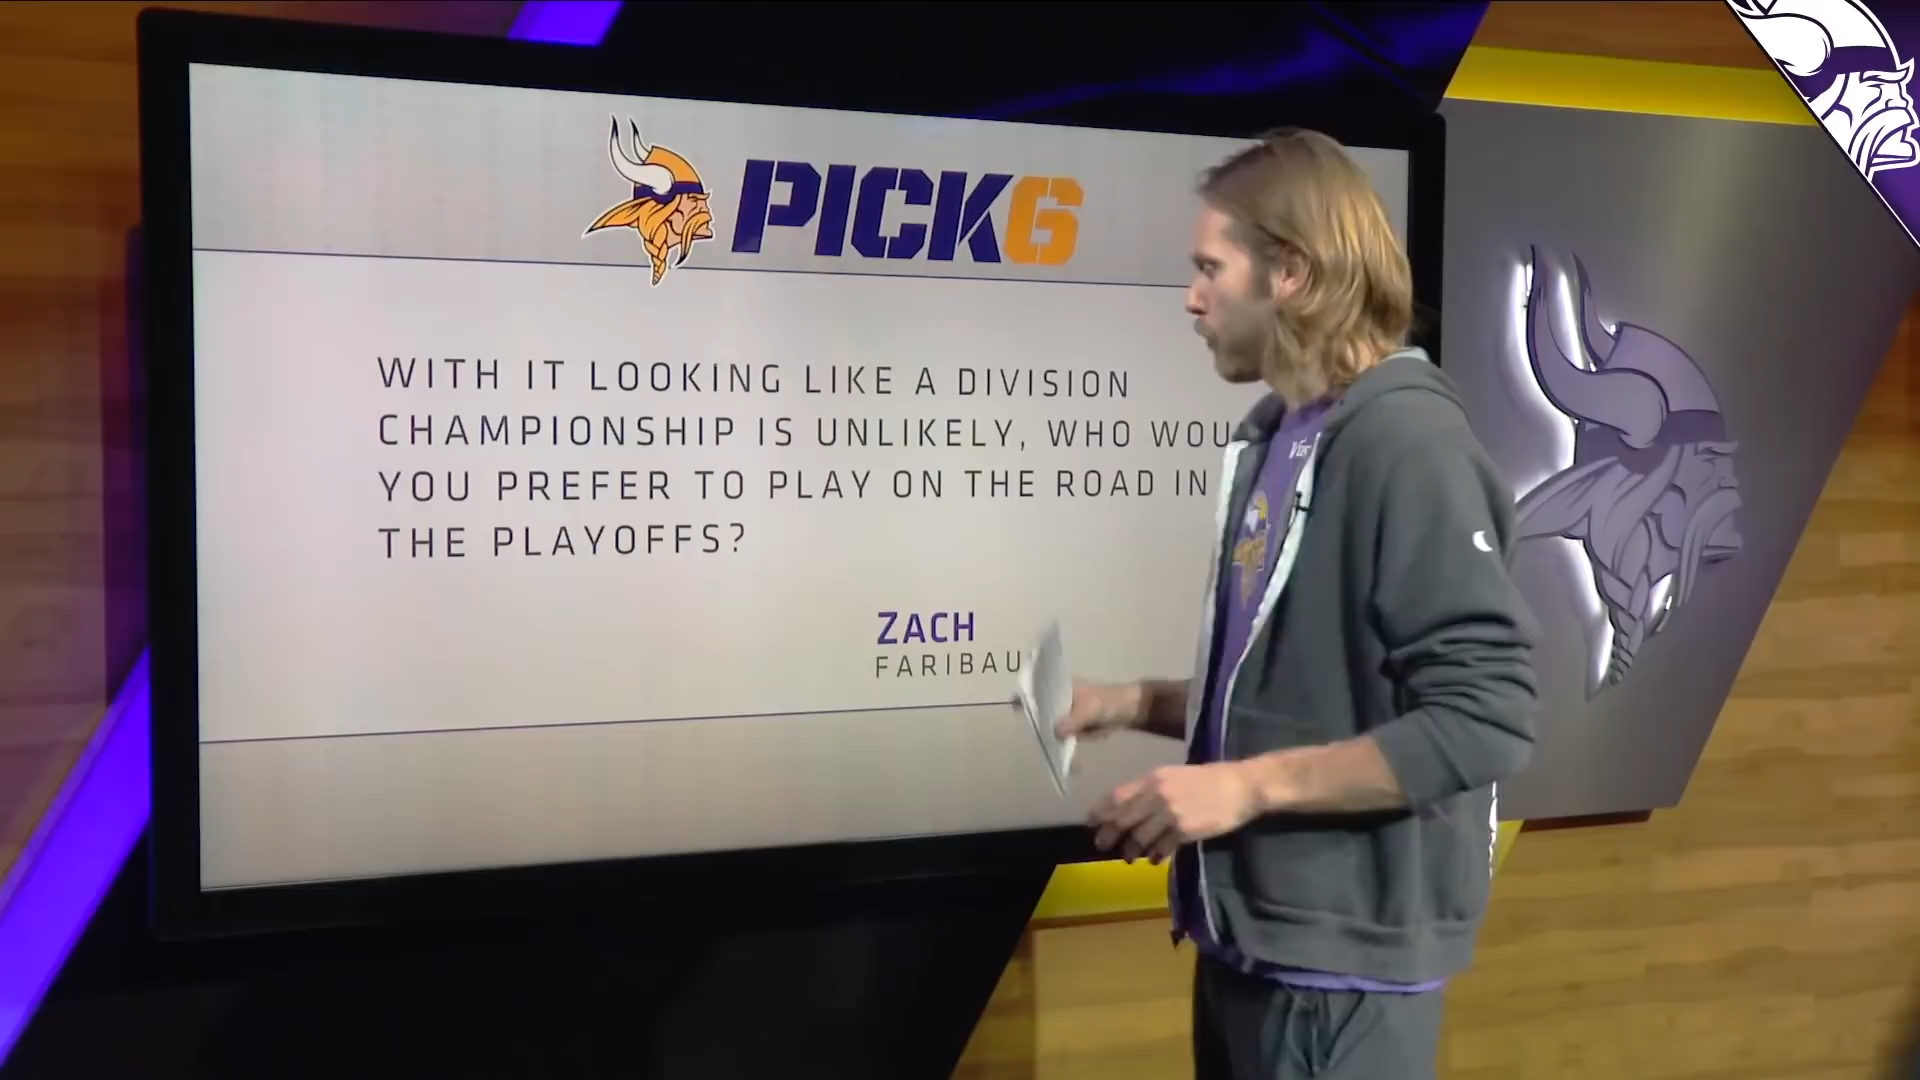 PICK6
WITH IT LOOKING LIKE A DIVISION
CHAMPIONSHIP IS UNLIKELY, WHO
YOU PREFER TO PLAY ON THE ROAD IN
THE PLAYOFFS?
ZACH